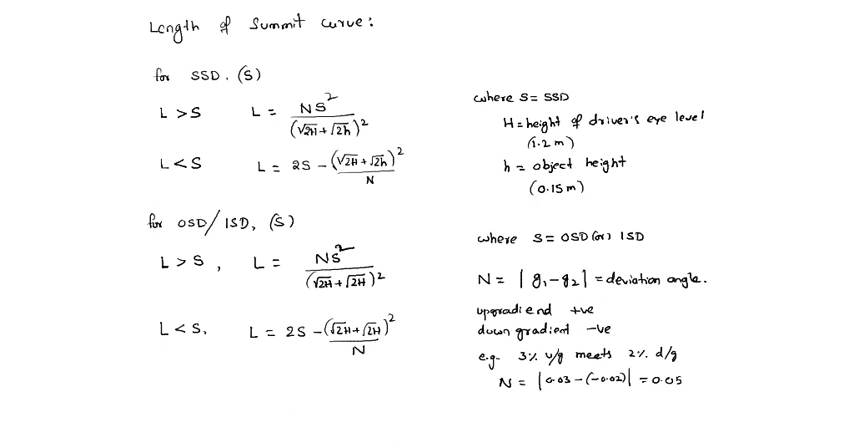 Length of Summit curve:
for SSD. (S)
L > S L = NS² / (√2H + √2h)²
L < S L = 2S - (√2H + √2h)² / N
where S = SSD
H = height of driver's eye level
(1.2 m)
h = object height
(0.15m)
for OSD/ISD, (S)
L > S, L = NS² / (√2H + √2H)²
L < S, L = 2S - (√2H + √2H)² / N
where S = OSD (or) ISD
N = | g₁ - g₂ | = deviation angle.
upgradiend +ve
down gradient -ve
e.g. 3% u/g meets 2% d/g
N = | 0.03 - (-0.02) | = 0.05